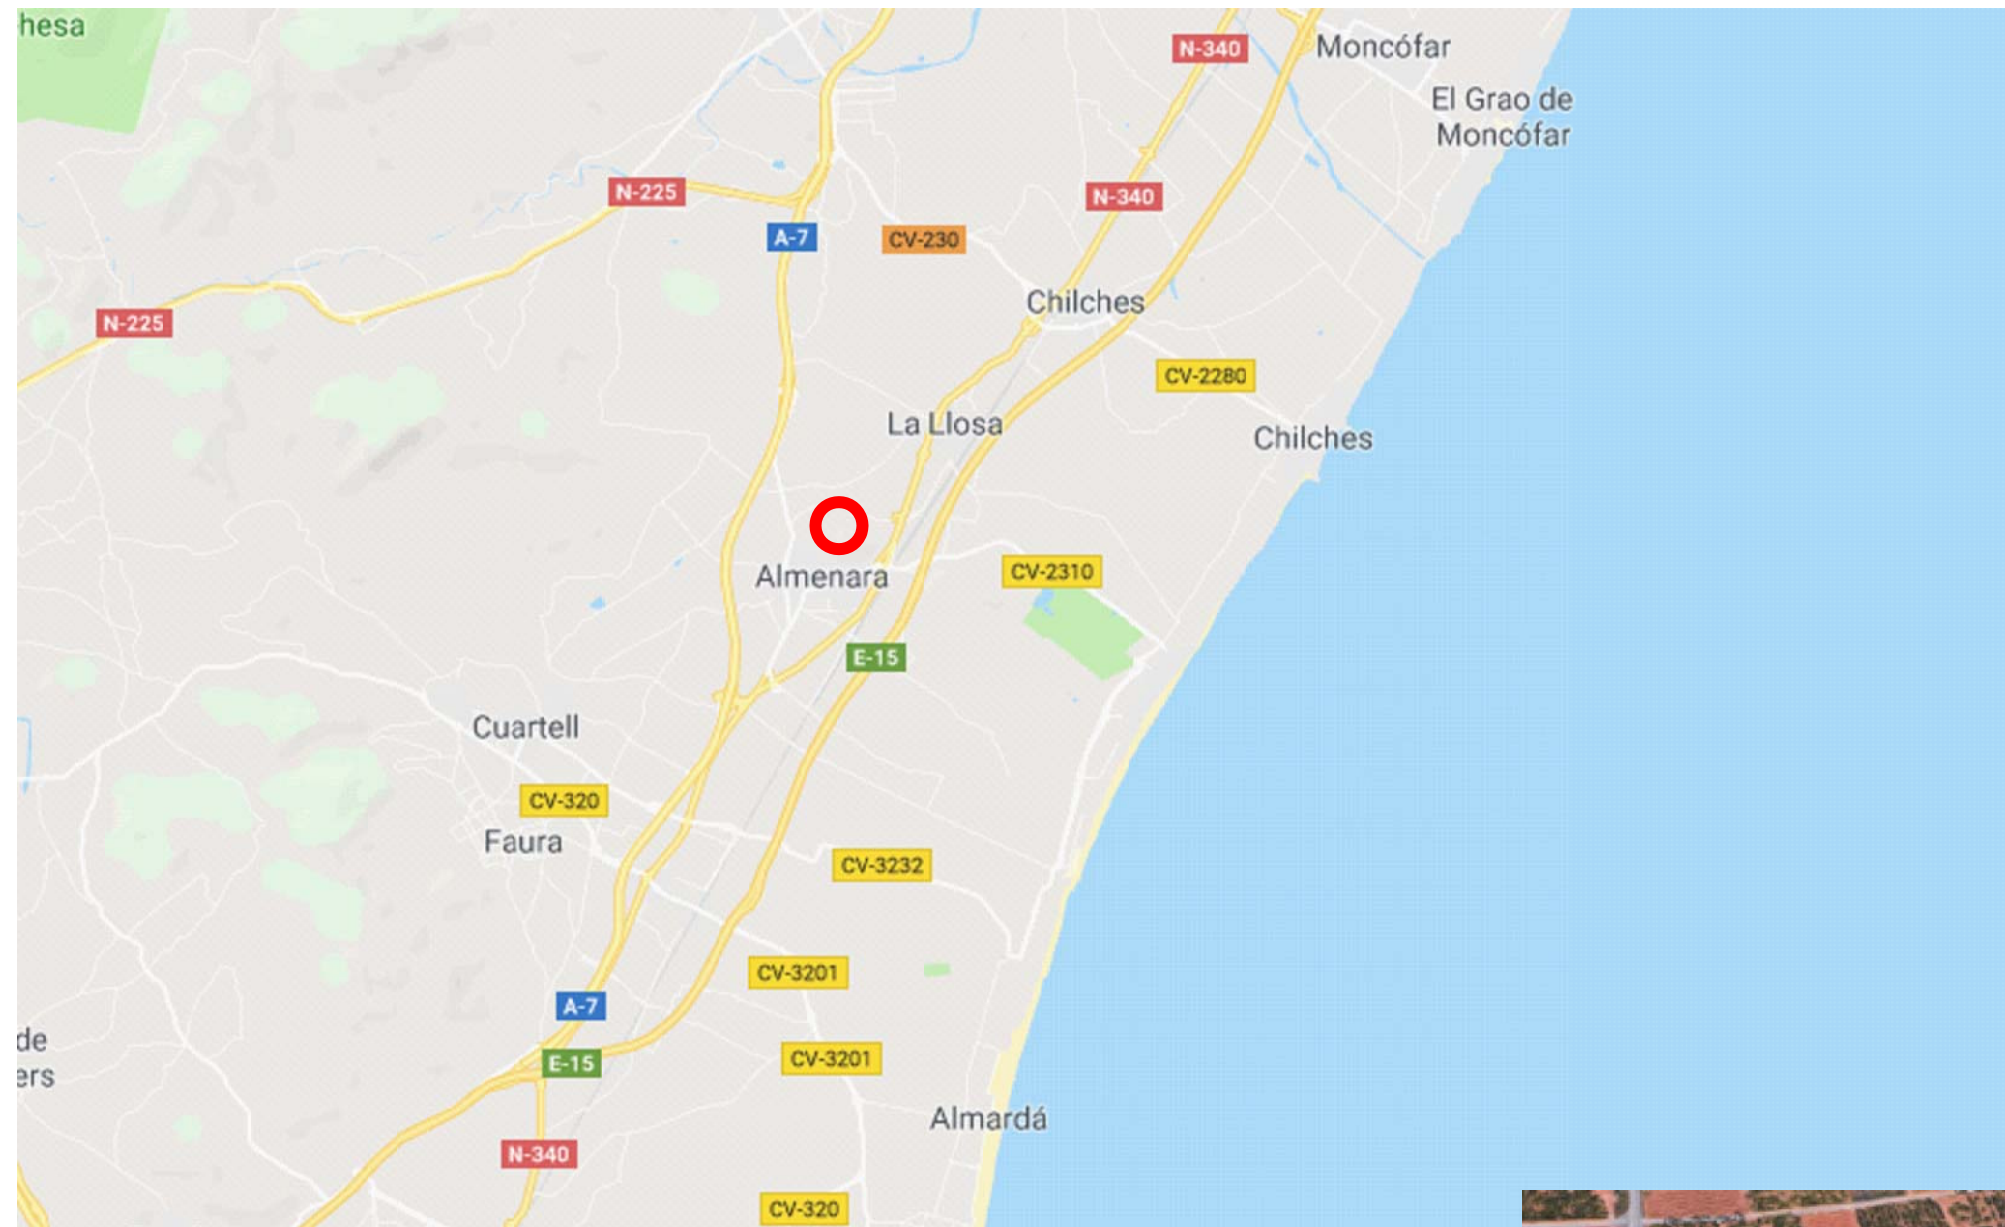 hesa
N-340
Moncófar
El Grao de
Moncófar
N-225
N-340
A-7
CV-230
Chilches
N-225
CV-2280
La Llosa
Chilches
Almenara
CV-2310
E-15
Cuartell
CV-320
Faura
CV-3232
CV-3201
A-7
de
ers
E-15
CV-3201
Almardá
N-340
CV-320